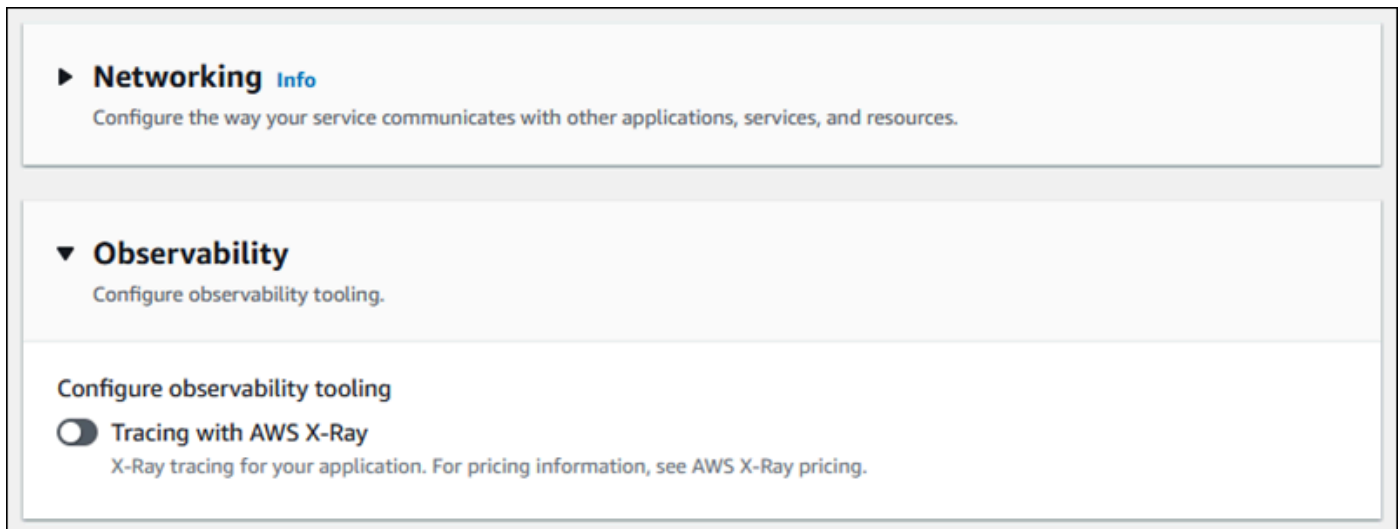 Networking Info
Configure the way your service communicates with other applications, services, and resources.
Observability
Configure observability tooling.
Configure observability tooling
Tracing with AWS X-Ray
X-Ray tracing for your application. For pricing information, see AWS X-Ray pricing.